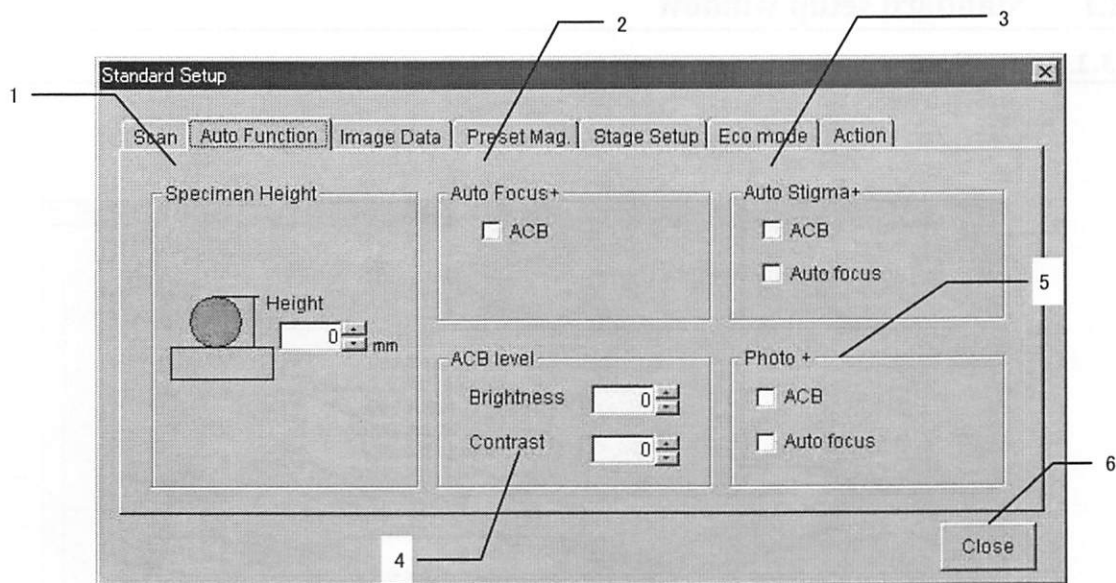 2
3
Standard Setup
1
Scan Auto Function Image Data Preset Mag. Stage Setup Eco mode Action
Specimen Height
Auto Focus+
Auto Stigma+
ACB
ACB
Auto focus
5
Height
0 mm
ACB level
Photo +
Brightness 0
ACB
Contrast 0
Auto focus
6
4
Close